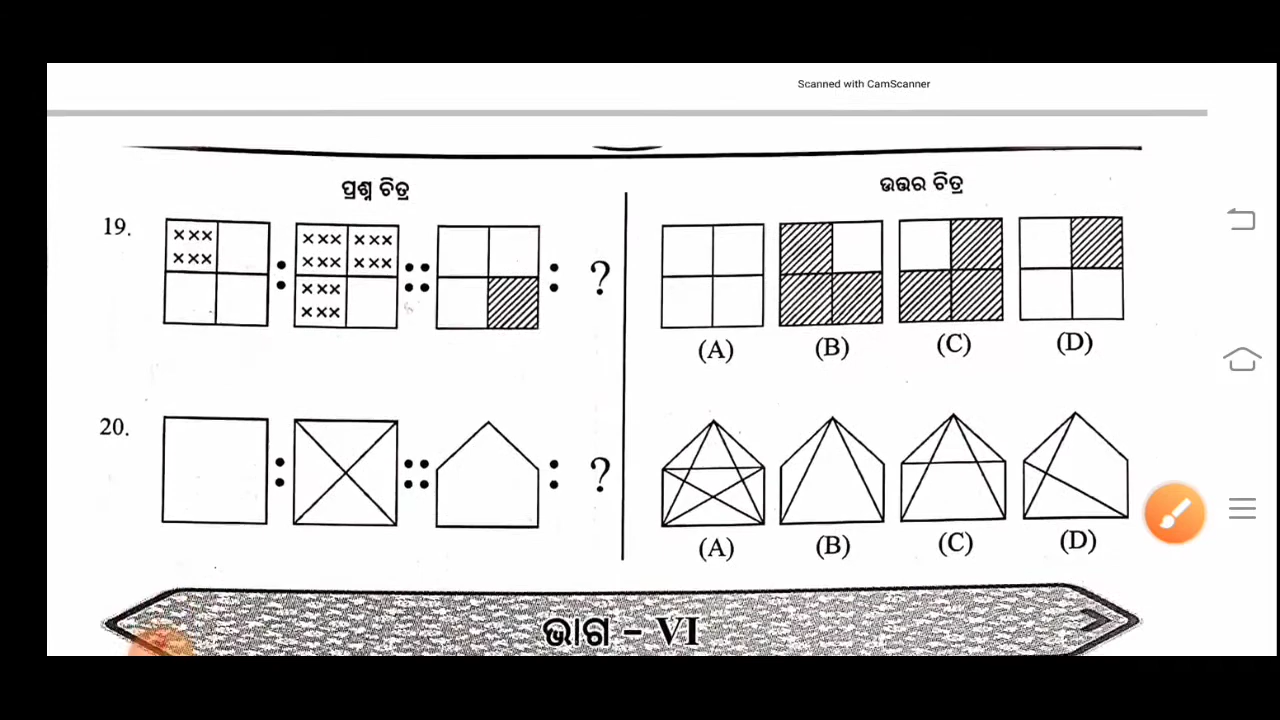 Scanned with CamScanner
ପ୍ରଶ୍ନ ଚିତ୍ର
ଉତ୍ତର ଚିତ୍ର
19.
: :: : ?
(A) (B) (C) (D)
20.
: :: : ?
(A) (B) (C) (D)
ଭାଗ – VI